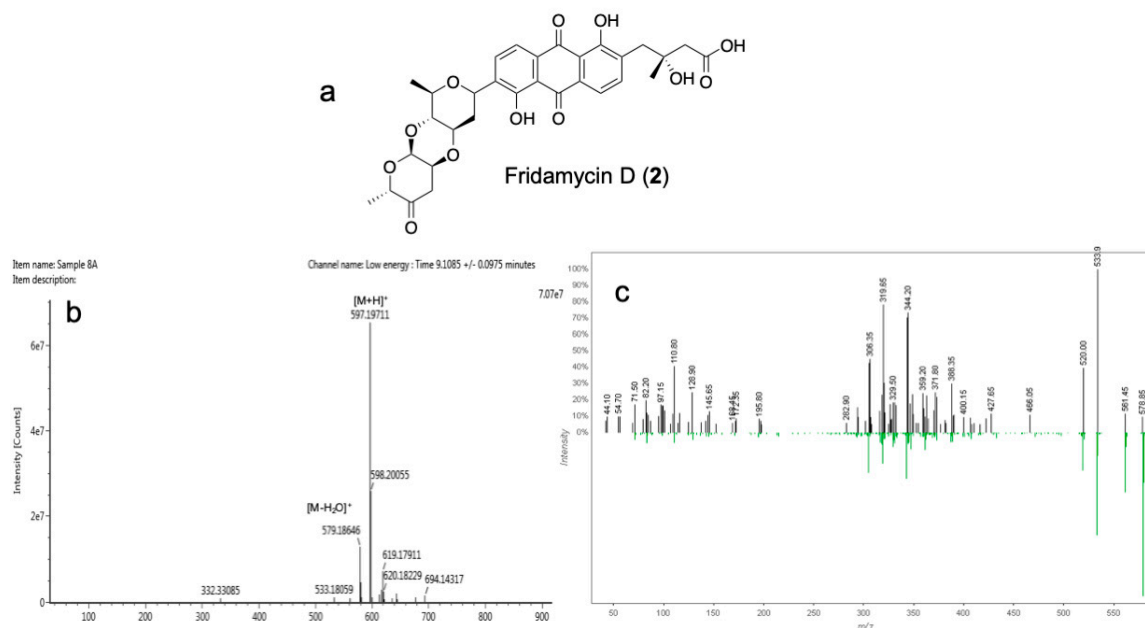 a
O
OH
OH
O
O
OH
O
OH
O
O
O
O
O
Fridamycin D (2)
Item name: Sample 8A
Item description:
Channel name: Low energy : Time 9.1085 +/- 0.0975 minutes
7.07e7
b
[M+H]⁺
597.19711
598.20055
[M-H₂O]⁺
579.18646
619.17911
620.18229
694.14317
533.18059
332.33085
Intensity [Counts]
6e7
4e7
2e7
0
100 200 300 400 500 600 700 800 900
c
Intensity
100%
90%
80%
70%
60%
50%
40%
30%
20%
10%
0%
44.10
54.70
71.50
82.20
97.15
110.80
128.90
145.65
195.80
282.90
306.35
319.85
329.50
344.20
359.20
371.80
388.35
400.15
427.65
466.05
520.00
533.9
561.45
578.85
50 100 150 200 250 300 350 400 450 500 550
m/z